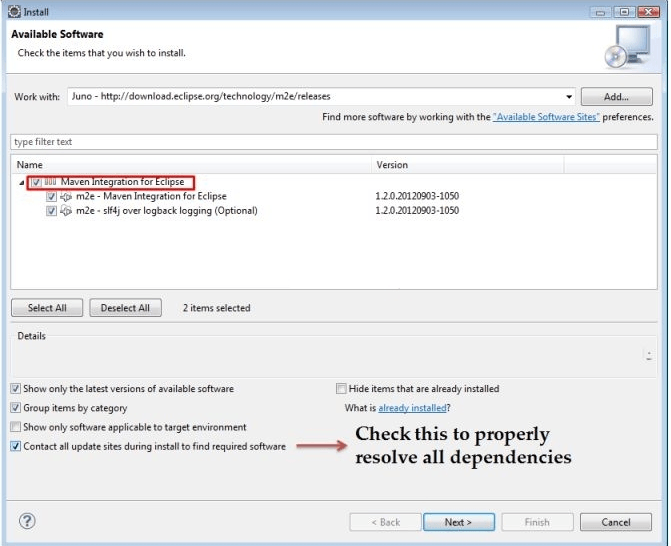 Install
Available Software
Check the items that you wish to install.
Work with: Juno - http://download.eclipse.org/technology/m2e/releases Add...
Find more software by working with the "Available Software Sites" preferences.
type filter text
Name Version
Maven Integration for Eclipse
m2e - Maven Integration for Eclipse 1.2.0.20120903-1050
m2e - slf4j over logback logging (Optional) 1.2.0.20120903-1050
Select All Deselect All 2 items selected
Details
Show only the latest versions of available software Hide items that are already installed
Group items by category What is already installed?
Show only software applicable to target environment
Contact all update sites during install to find required software
Check this to properly
resolve all dependencies
? < Back Next > Finish Cancel